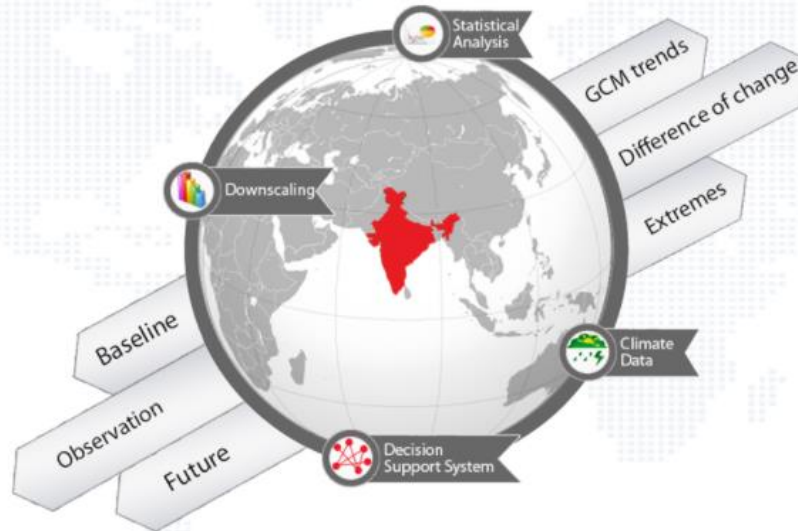 Statistical
Analysis
GCM trends
Difference of change
Extremes
Downscaling
Baseline
Observation
Future
Climate
Data
Decision
Support System